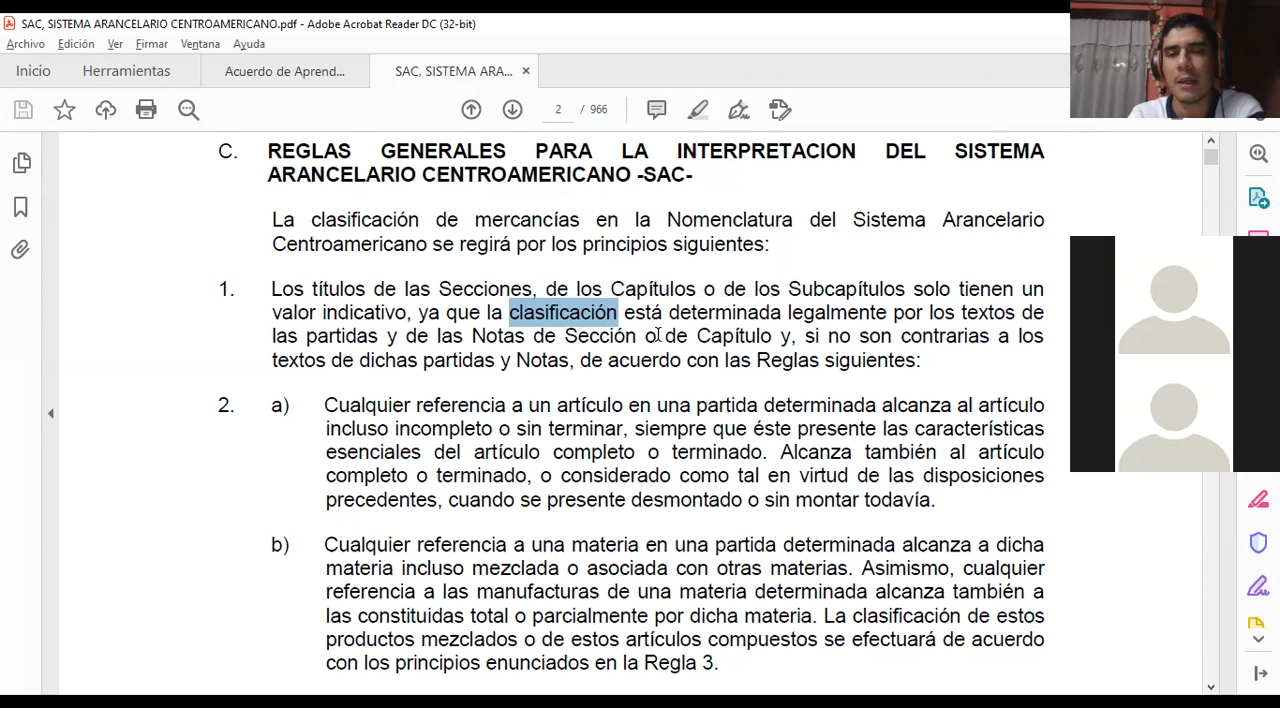 SAC, SISTEMA ARANCELARIO CENTROAMERICANO.pdf - Adobe Acrobat Reader DC (32-bit)
Archivo Edición Ver Firmar Ventana Ayuda
Inicio Herramientas Acuerdo de Aprend... SAC, SISTEMA ARA... ×
2 / 966
C. REGLAS GENERALES PARA LA INTERPRETACION DEL SISTEMA
ARANCELARIO CENTROAMERICANO -SAC-
La clasificación de mercancías en la Nomenclatura del Sistema Arancelario
Centroamericano se regirá por los principios siguientes:
1. Los títulos de las Secciones, de los Capítulos o de los Subcapítulos solo tienen un
valor indicativo, ya que la clasificación está determinada legalmente por los textos de
las partidas y de las Notas de Sección o de Capítulo y, si no son contrarias a los
textos de dichas partidas y Notas, de acuerdo con las Reglas siguientes:
2. a) Cualquier referencia a un artículo en una partida determinada alcanza al artículo
incluso incompleto o sin terminar, siempre que éste presente las características
esenciales del artículo completo o terminado. Alcanza también al artículo
completo o terminado, o considerado como tal en virtud de las disposiciones
precedentes, cuando se presente desmontado o sin montar todavía.
b) Cualquier referencia a una materia en una partida determinada alcanza a dicha
materia incluso mezclada o asociada con otras materias. Asimismo, cualquier
referencia a las manufacturas de una materia determinada alcanza también a
las constituidas total o parcialmente por dicha materia. La clasificación de estos
productos mezclados o de estos artículos compuestos se efectuará de acuerdo
con los principios enunciados en la Regla 3.